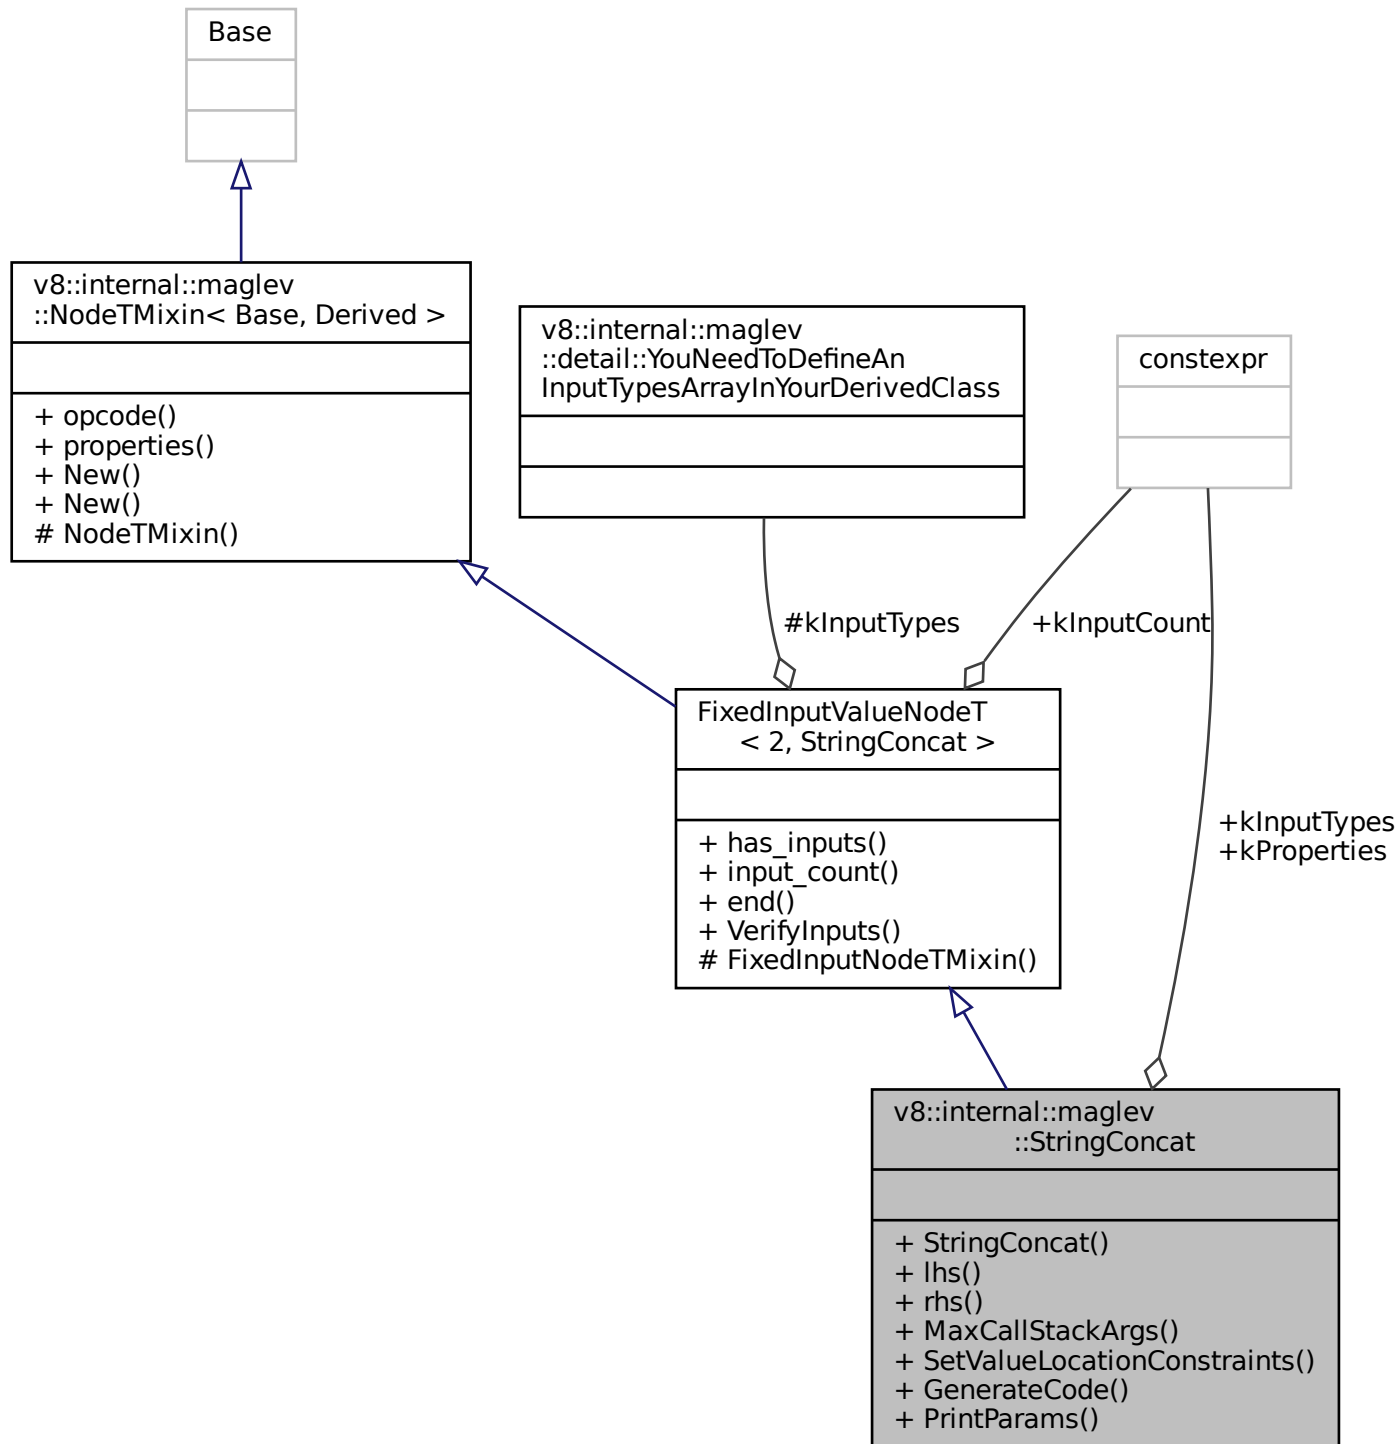 Base
v8::internal::maglev
::NodeTMixin< Base, Derived >
+ opcode()
+ properties()
+ New()
+ New()
# NodeTMixin()
v8::internal::maglev
::detail::YouNeedToDefineAn
InputTypesArrayInYourDerivedClass
constexpr
#kInputTypes
+kInputCount
FixedInputValueNodeT
< 2, StringConcat >
+ has_inputs()
+ input_count()
+ end()
+ VerifyInputs()
# FixedInputNodeTMixin()
+kInputTypes
+kProperties
v8::internal::maglev
::StringConcat
+ StringConcat()
+ lhs()
+ rhs()
+ MaxCallStackArgs()
+ SetValueLocationConstraints()
+ GenerateCode()
+ PrintParams()